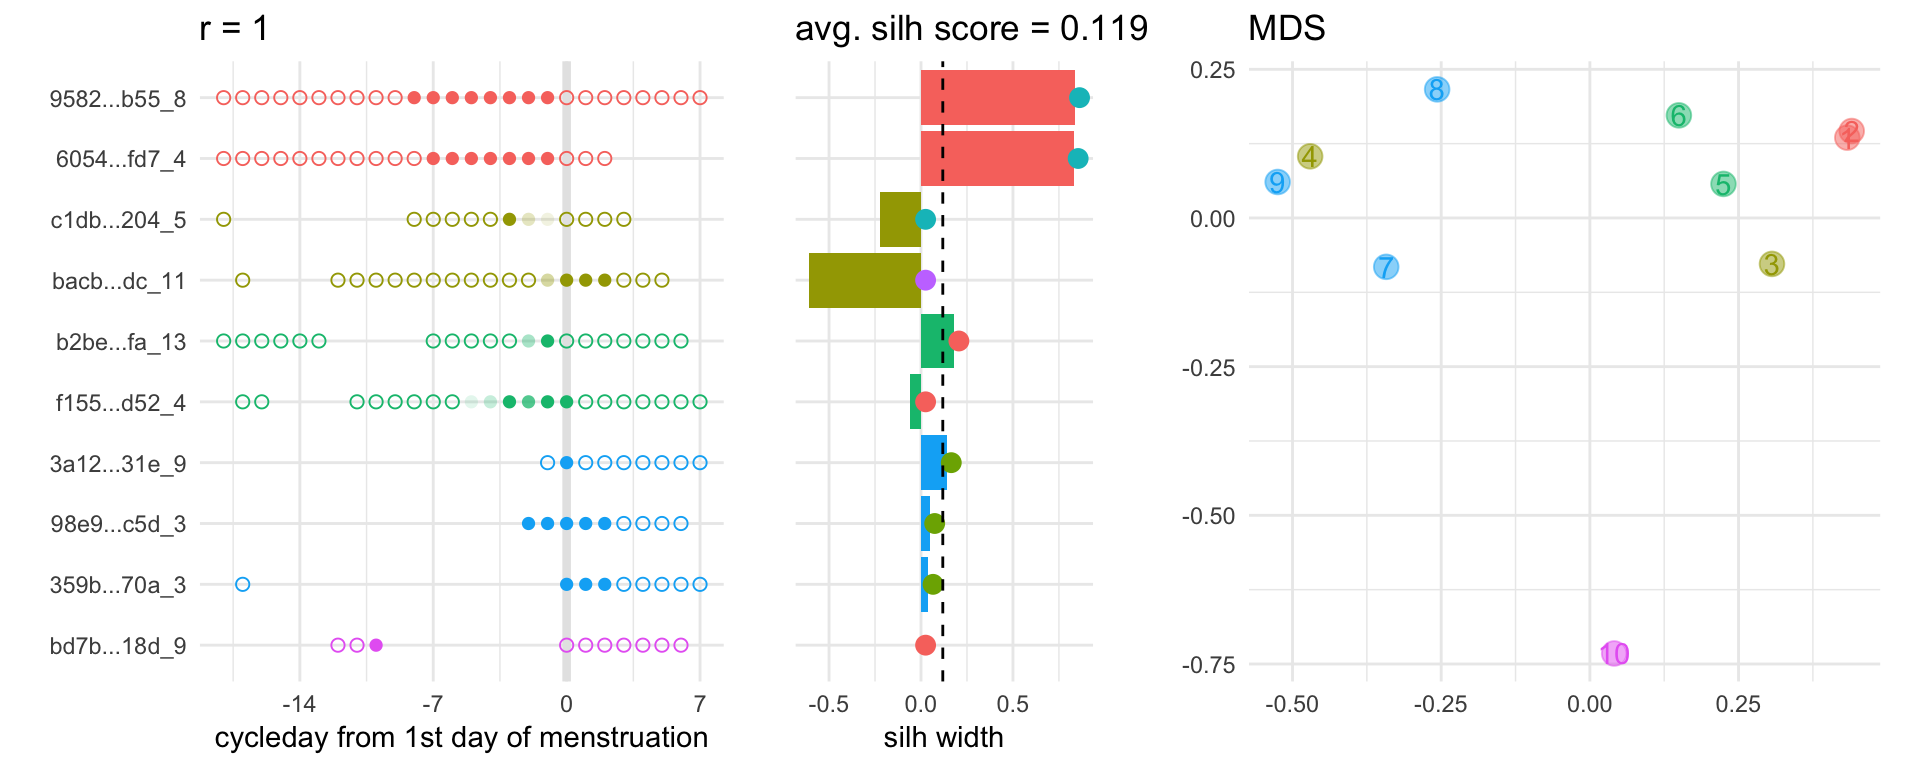 r = 1
avg. silh score = 0.119
MDS
9582...b55_8
6054...fd7_4
c1db...204_5
bacb...dc_11
b2be...fa_13
f155...d52_4
3a12...31e_9
98e9...c5d_3
359b...70a_3
bd7b...18d_9
-14 -7 0 7
cycleday from 1st day of menstruation
-0.5 0.0 0.5
silh width
0.25
0.00
-0.25
-0.50
-0.75
-0.50 -0.25 0.00 0.25
8
6
2
1
4
9
5
7
3
10